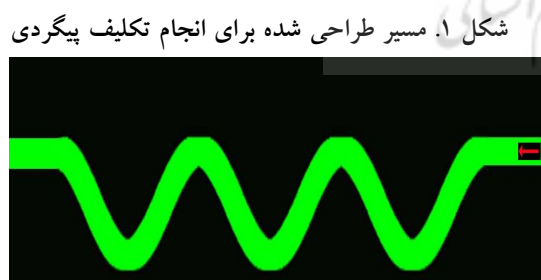 شکل ۱. مسیر طراحی شده برای انجام تکلیف پیگردی